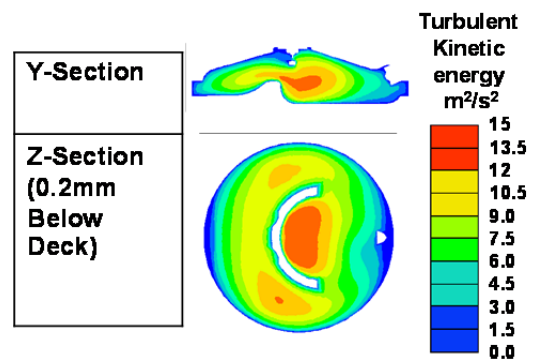 Y-Section
Z-Section
(0.2mm
Below
Deck)
Turbulent
Kinetic
energy
m²/s²
15
13.5
12
10.5
9.0
7.5
6.0
4.5
3.0
1.5
0.0